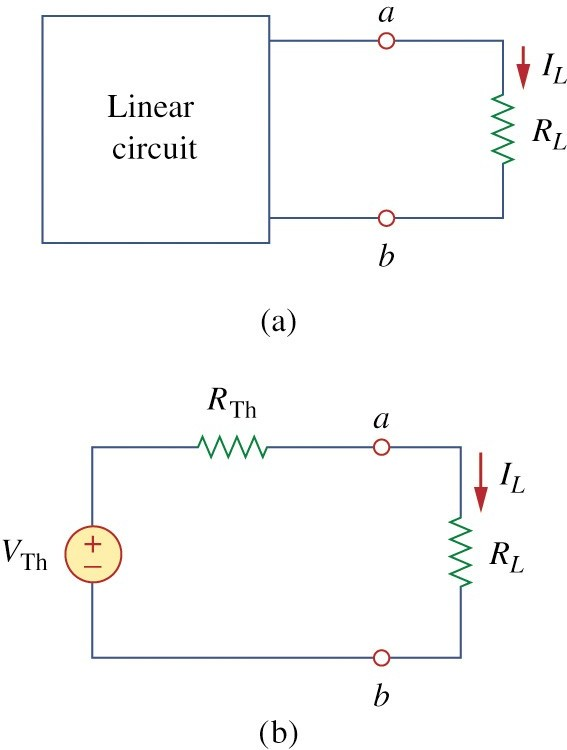 a
I_L
Linear
circuit
R_L
b
(a)
R_Th
a
I_L
+
V_Th
−
R_L
b
(b)